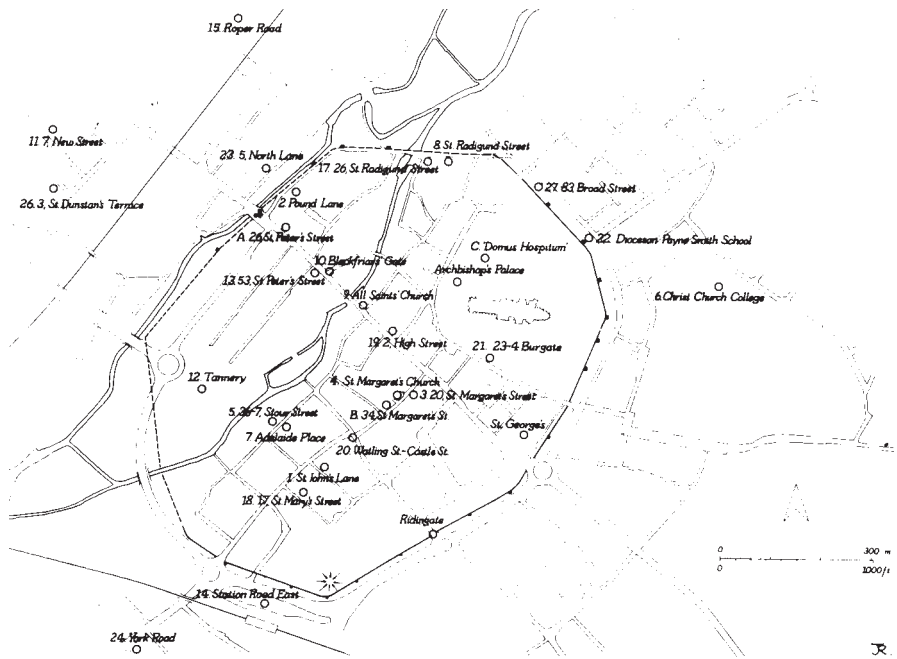 15. Roper Road
11. 7, New Street
23. 5, North Lane
17. 26, St. Radigund Street
8. St. Radigund Street
26. 3, St. Dunstan's Terrace
2. Pound Lane
27. 83, Broad Street
A. 26, St. Peter's Street
22. Diocesan Payne Smith School
C. 'Domus Hospitum'
10. Blackfriars' Gate
Archbishop's Palace
13. 53, St. Peter's Street
9. All Saints' Church
6. Christ Church College
19. 2, High Street
21. 23-4, Burgate
12. Tannery
4. St. Margaret's Church
3. 20, St. Margaret's Street
5. 26-7, Stour Street
B. 34, St. Margaret's St.
7. Adelaide Place
St. George's
20. Watling St.-Castle St.
1. St. John's Lane
18. 17, St. Mary's Street
Ridingate
0 300 m
0 1000 ft
14. Station Road East
24. York Road
JR